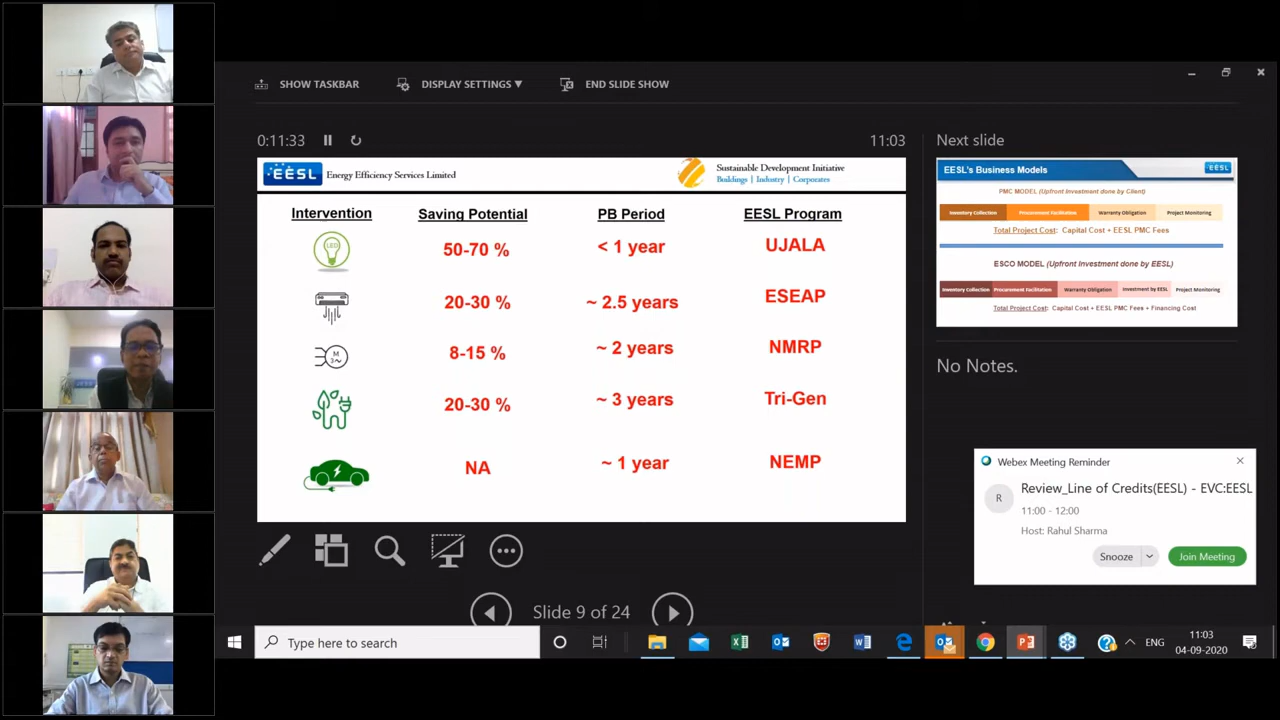 SHOW TASKBAR DISPLAY SETTINGS ▼ END SLIDE SHOW
0:11:33 11:03
EESL Energy Efficiency Services Limited
Sustainable Development Initiative
Buildings | Industry | Corporates
Intervention Saving Potential PB Period EESL Program
LED 50-70 % < 1 year UJALA
20-30 % ~ 2.5 years ESEAP
M 3~ 8-15 % ~ 2 years NMRP
20-30 % ~ 3 years Tri-Gen
NA ~ 1 year NEMP
Slide 9 of 24
Next slide
EESL's Business Models EESL
PMC MODEL (Upfront Investment done by Client)
Inventory Collection Procurement Facilitation Warranty Obligation Project Monitoring
Total Project Cost: Capital Cost + EESL PMC Fees
ESCO MODEL (Upfront Investment done by EESL)
Inventory Collection Procurement Facilitation Warranty Obligation Investment by EESL Project Monitoring
Total Project Cost: Capital Cost + EESL PMC Fees + Financing Cost
No Notes.
Webex Meeting Reminder
R
Review_Line of Credits(EESL) - EVC:EESL
11:00 - 12:00
Host: Rahul Sharma
Snooze Join Meeting
Type here to search
ENG
11:03
04-09-2020